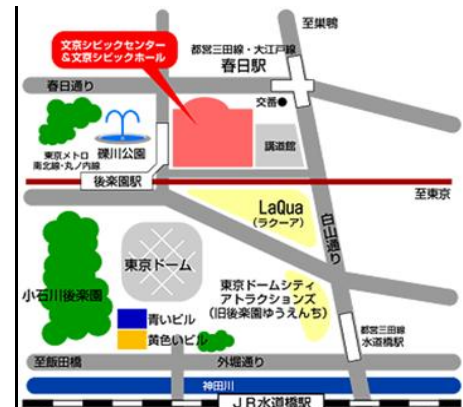 至巣鴨
文京シビックセンター
＆文京シビックホール
都営三田線・大江戸線
春日駅
春日通り
交番●
東京メトロ
南北線・丸ノ内線
礫川公園
講道館
後楽園駅
至東京
LaQua
(ラクーア)
白山通り
東京ドーム
小石川後楽園
東京ドームシティ
アトラクションズ
(旧後楽園ゆうえんち)
青いビル
黄色いビル
都営三田線
水道橋駅
至飯田橋
外堀通り
神田川
ＪＲ水道橋駅